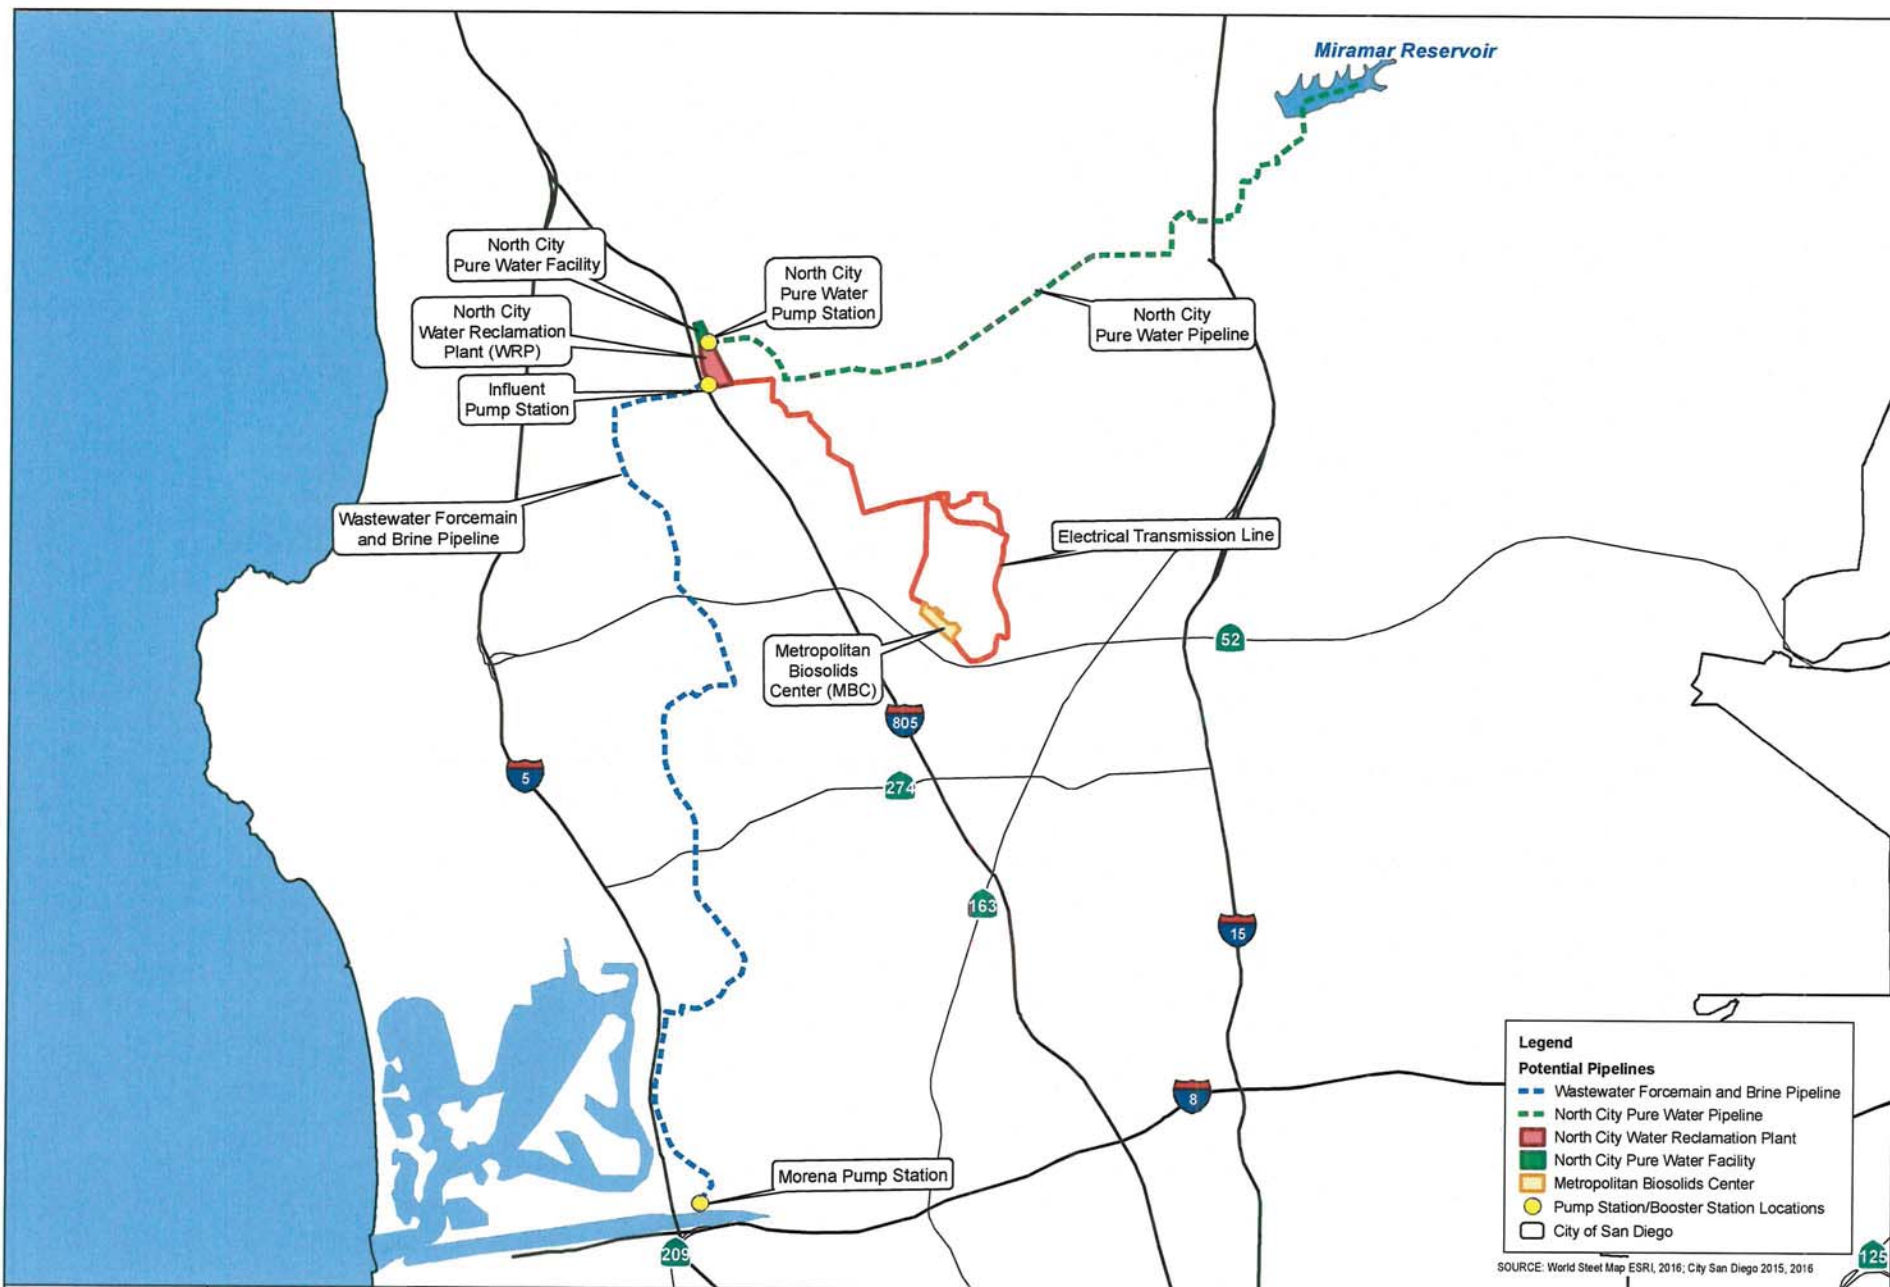 Miramar Reservoir
North City
Pure Water Facility
North City
Pure Water
Pump Station
North City
Water Reclamation
Plant (WRP)
North City
Pure Water Pipeline
Influent
Pump Station
Wastewater Forcemain
and Brine Pipeline
Electrical Transmission Line
52
Metropolitan
Biosolids
Center (MBC)
805
5
274
163
15
8
Morena Pump Station
209
Legend
Potential Pipelines
Wastewater Forcemain and Brine Pipeline
North City Pure Water Pipeline
North City Water Reclamation Plant
North City Pure Water Facility
Metropolitan Biosolids Center
Pump Station/Booster Station Locations
City of San Diego
125
SOURCE: World Steet Map ESRI, 2016; City San Diego 2015, 2016